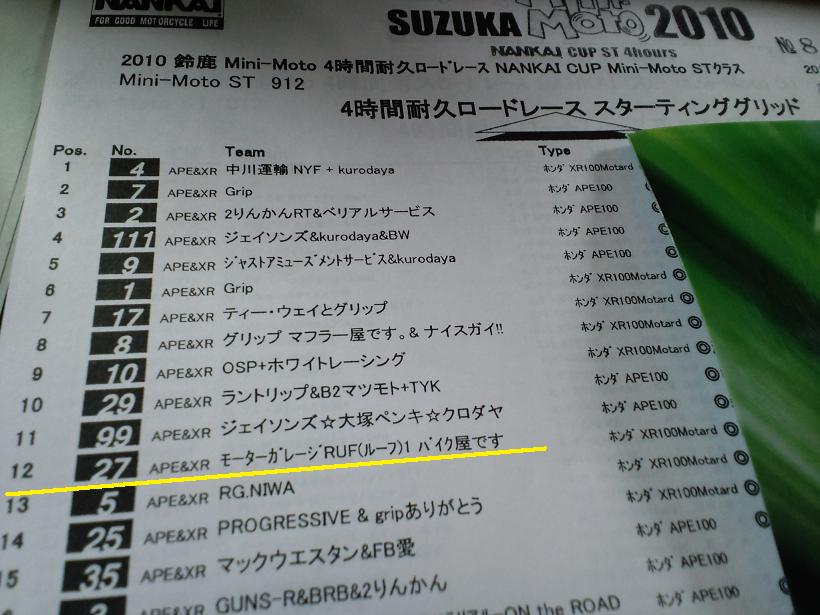 NANKAI
FOR GOOD MOTORCYCLE LIFE
SUZUKA Mini Moto 2010
NANKAI CUP ST 4hours
№ 8
2010 鈴鹿 Mini-Moto 4時間耐久ロードレース NANKAI CUP Mini-Moto STクラス
Mini-Moto ST 912
4時間耐久ロードレース スターティンググリッド
Pos. No. Team Type
1 4 APE&XR 中川運輸 NYF + kurodaya ホンダ XR100Motard
2 7 APE&XR Grip ホンダ APE100
3 2 APE&XR 2りんかんRT&ベリアルサービス ホンダ APE100
4 111 APE&XR ジェイソンズ&kurodaya&BW ホンダ APE100
5 9 APE&XR ジャストアミューズメントサービス&kurodaya ホンダ APE100
6 1 APE&XR Grip ホンダ XR100Motard ◎
7 17 APE&XR ティー・ウェイとグリップ ホンダ XR100Motard ◎
8 8 APE&XR グリップ マフラー屋です。& ナイスガイ!! ホンダ XR100Motard ◎
9 10 APE&XR OSP+ホワイトレーシング ホンダ XR100Motard ◎
10 29 APE&XR ラントリップ&B2マツモト+TYK ホンダ APE100 ◎
11 99 APE&XR ジェイソンズ☆大塚ペンキ☆クロダヤ ホンダ APE100 ◎
12 27 APE&XR モーターガレージRUF(ルーフ)1 バイク屋です ホンダ XR100Motard ◎
13 5 APE&XR RG.NIWA ホンダ XR100Motard ◎
14 25 APE&XR PROGRESSIVE & gripありがとう ホンダ XR100Motard ◎
15 35 APE&XR マックウエスタン&FB愛 ホンダ APE100 ◎
3 APE&XR GUNS-R&BRB&2りんかん ホンダ APE100
ON the ROAD ホンダ APE100